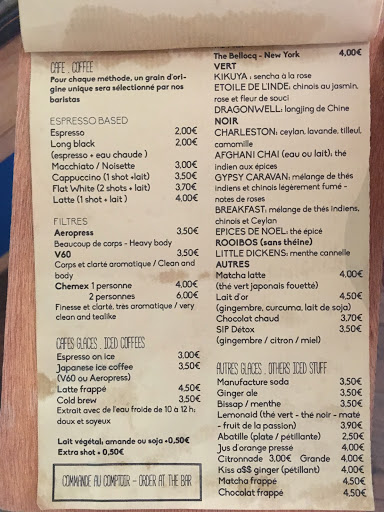 CAFÉ . COFFEE
Pour chaque méthode, un grain d'ori-
gine unique sera sélectionné par nos
baristas
ESPRESSO BASED
Espresso 2,00€
Long black 2,00€
(espresso + eau chaude )
Macchiato / Noisette 3,00€
Cappuccino (1 shot +lait) 3,50€
Flat White (2 shots + lait) 3,70€
Latte (1 shot + lait ) 4,00€
FILTRES
Aeropress 3,50€
Beaucoup de corps - Heavy body
V60 3,50€
Corps et clarté aromatique / Clean and
body
Chemex 1 personne 4,00€
2 personnes 6,00€
Finesse et clarté, tres aromatique / very
clean and tealike
CAFES GLACES . ICED COFFEES
Espresso on ice 3,00€
Japanese ice coffee 3,50€
(V60 ou Aeropress)
Latte frappé 4,50€
Cold brew 3,50€
Extrait avec de l'eau froide de 10 à 12 h;
doux et soyeux
Lait végétal; amande ou soja +0,50€
Extra shot + 0,50€
COMMANDE AU COMPTOIR - ORDER AT THE BAR
The Bellocq - New York 4,00€
VERT
KIKUYA : sencha à la rose
ETOILE DE L'INDE: chinois au jasmin,
rose et fleur de souci
DRAGONWELL: longjing de Chine
NOIR
CHARLESTON: ceylan, lavande, tilleul,
camomille
AFGHANI CHAI (eau ou lait): thé
indien aux épices
GYPSY CARAVAN: mélange de thés
indiens et chinois légèrement fumé -
notes de roses
BREAKFAST: mélange de thés indiens,
chinois et Ceylan
EPICES DE NOEL: thé épicé
ROOIBOS (sans théine)
LITTLE DICKENS: menthe cannelle
AUTRES
Matcha latte 4,00€
(thé vert japonais fouetté)
Lait d'or 4,50€
(gingembre, curcuma, lait de soja)
Chocolat chaud 3,70€
SIP Détox 3,50€
(gingembre / citron / miel)
AUTRES GLACES . OTHERS ICED STUFF
Manufacture soda 3,50€
Ginger ale 3,50€
Bissap / menthe 3,50€
Lemonaid (thé vert - thé noir - maté
- fruit de la passion) 3,90€
Abatille (plate / petillante) 2,50€
Jus d'orange pressé 4,00€
Citronnade 3,00€ Grande 4,00€
Kiss a$$ ginger (petillant) 4,00€
Matcha frappé 4,50€
Chocolat frappé 4,50€